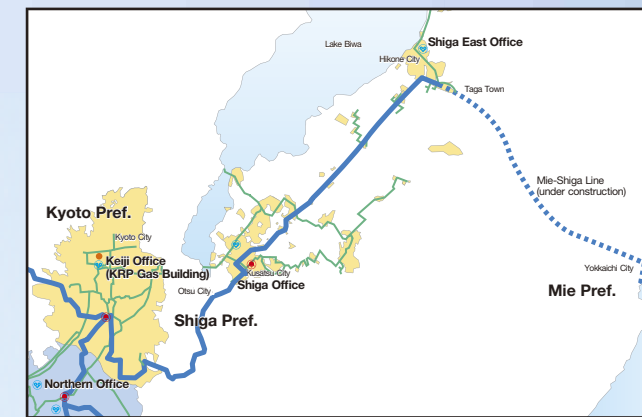 Lake Biwa
Shiga East Office
Hikone City
Taga Town
Mie-Shiga Line
(under construction)
Kyoto Pref.
Kyoto City
Keiji Office
(KRP Gas Building)
Yokkaichi City
Kusatsu City
Shiga Office
Otsu City
Mie Pref.
Shiga Pref.
Northern Office